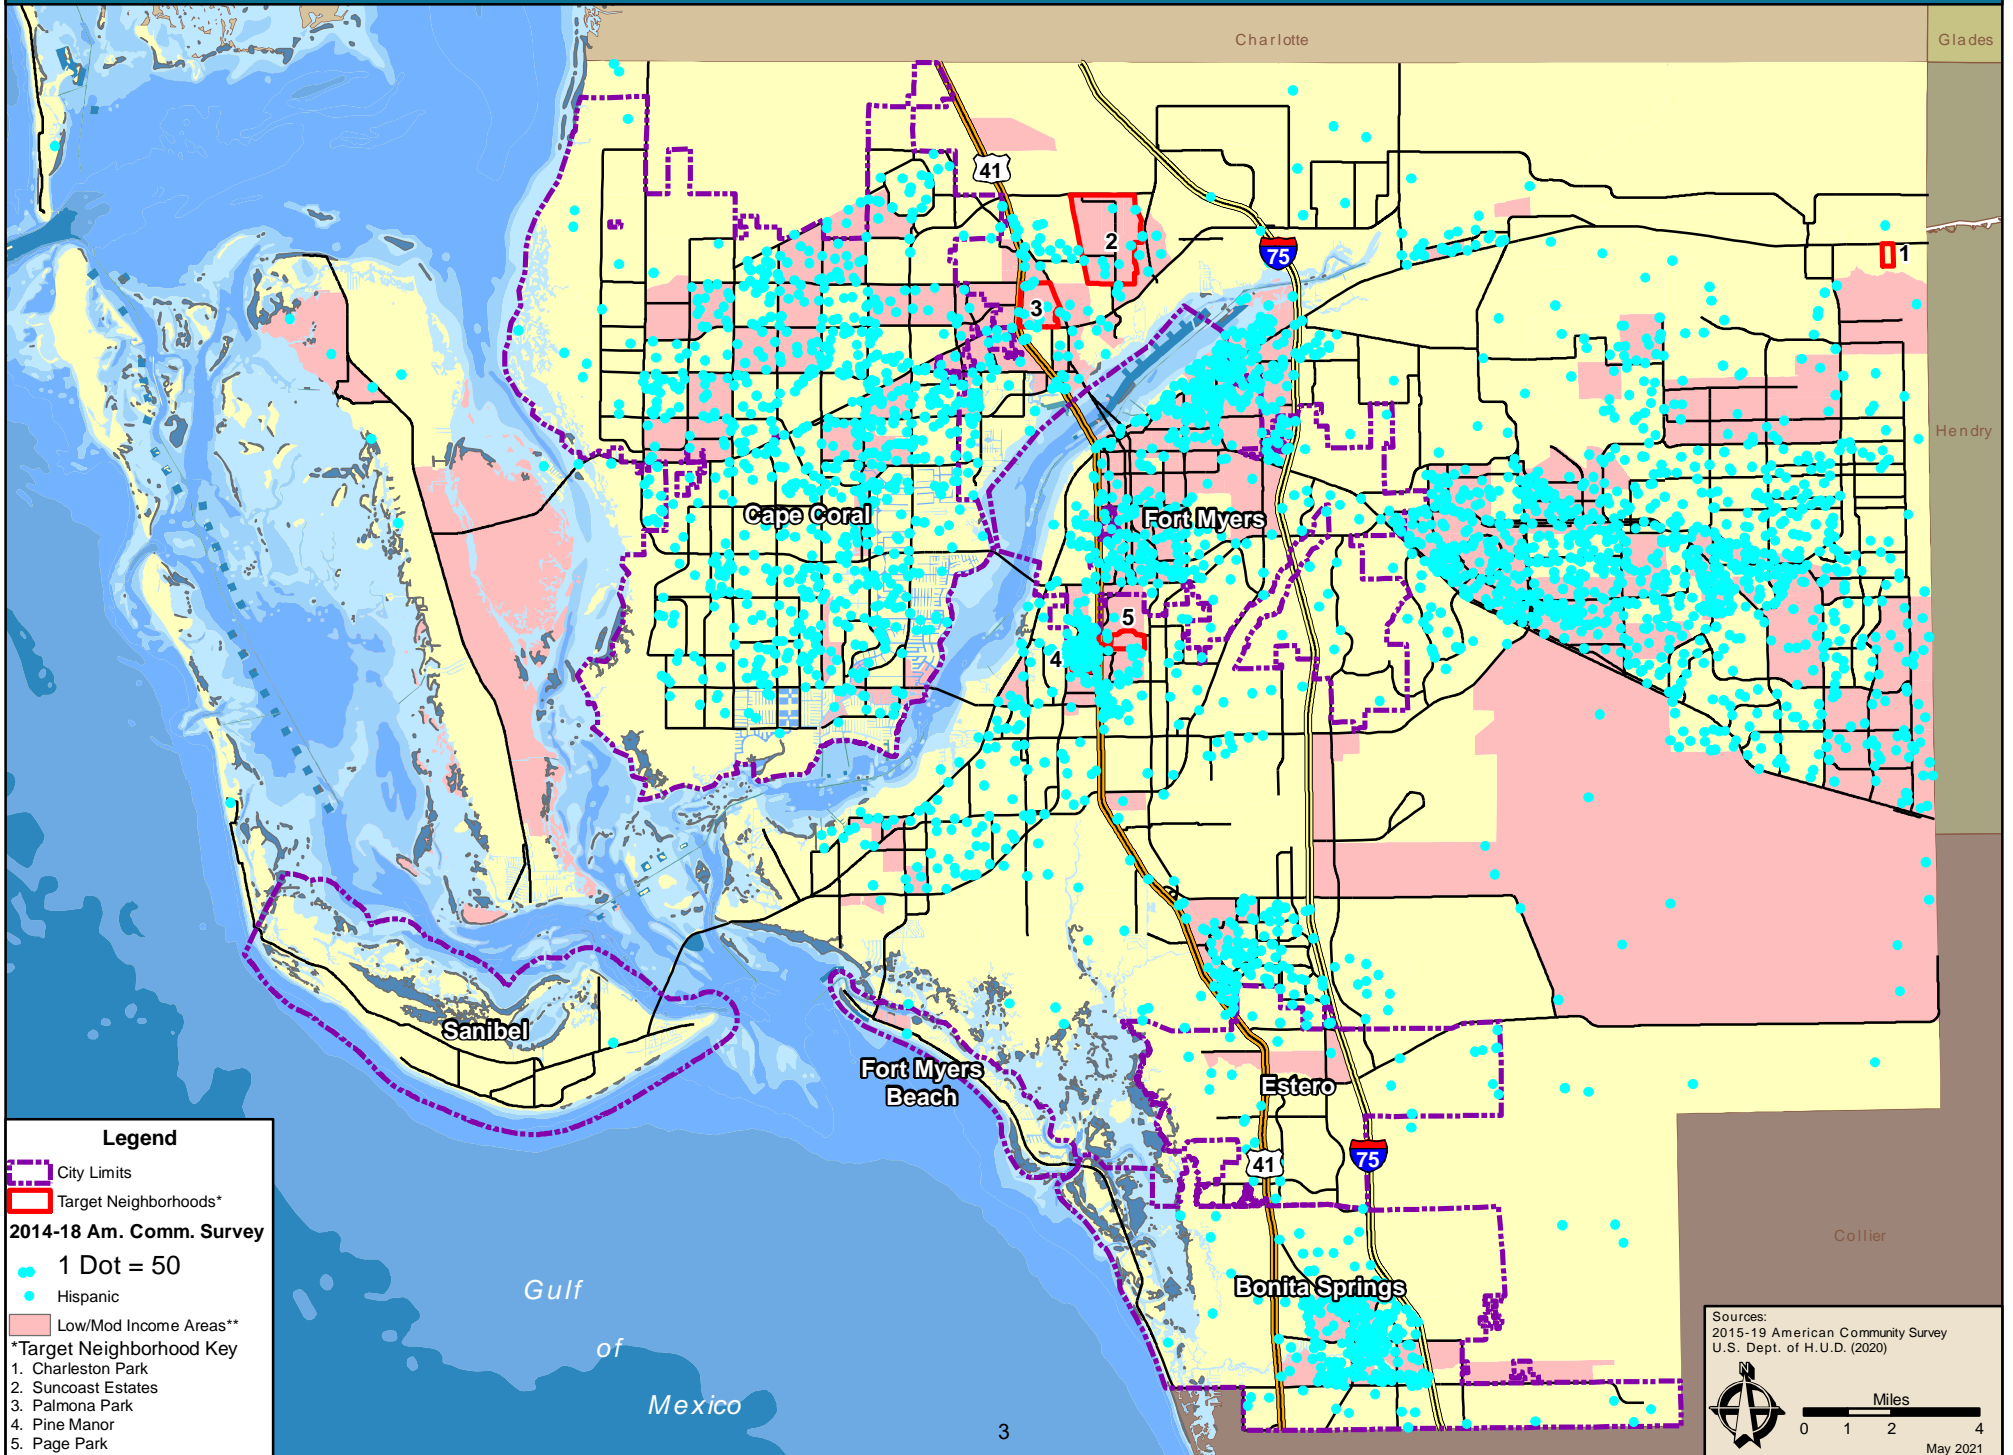 Charlotte
Glades
41
2
75
1
3
Hendry
Cape Coral
Fort Myers
5
4
Sanibel
Fort Myers
Beach
Estero
41
75
Collier
Bonita Springs
Gulf
of
Mexico
Legend
City Limits
Target Neighborhoods*
2014-18 Am. Comm. Survey
1 Dot = 50
Hispanic
Low/Mod Income Areas**
*Target Neighborhood Key
1. Charleston Park
2. Suncoast Estates
3. Palmona Park
4. Pine Manor
5. Page Park
3
Sources:
2015-19 American Community Survey
U.S. Dept. of H.U.D. (2020)
N
Miles
0 1 2 4
May 2021